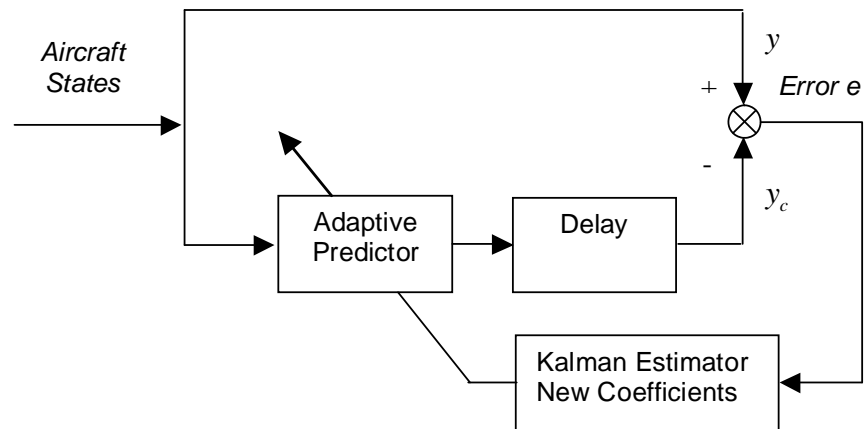 Aircraft
States
y
+
Error e
-
y_c
Adaptive
Predictor
Delay
Kalman Estimator
New Coefficients